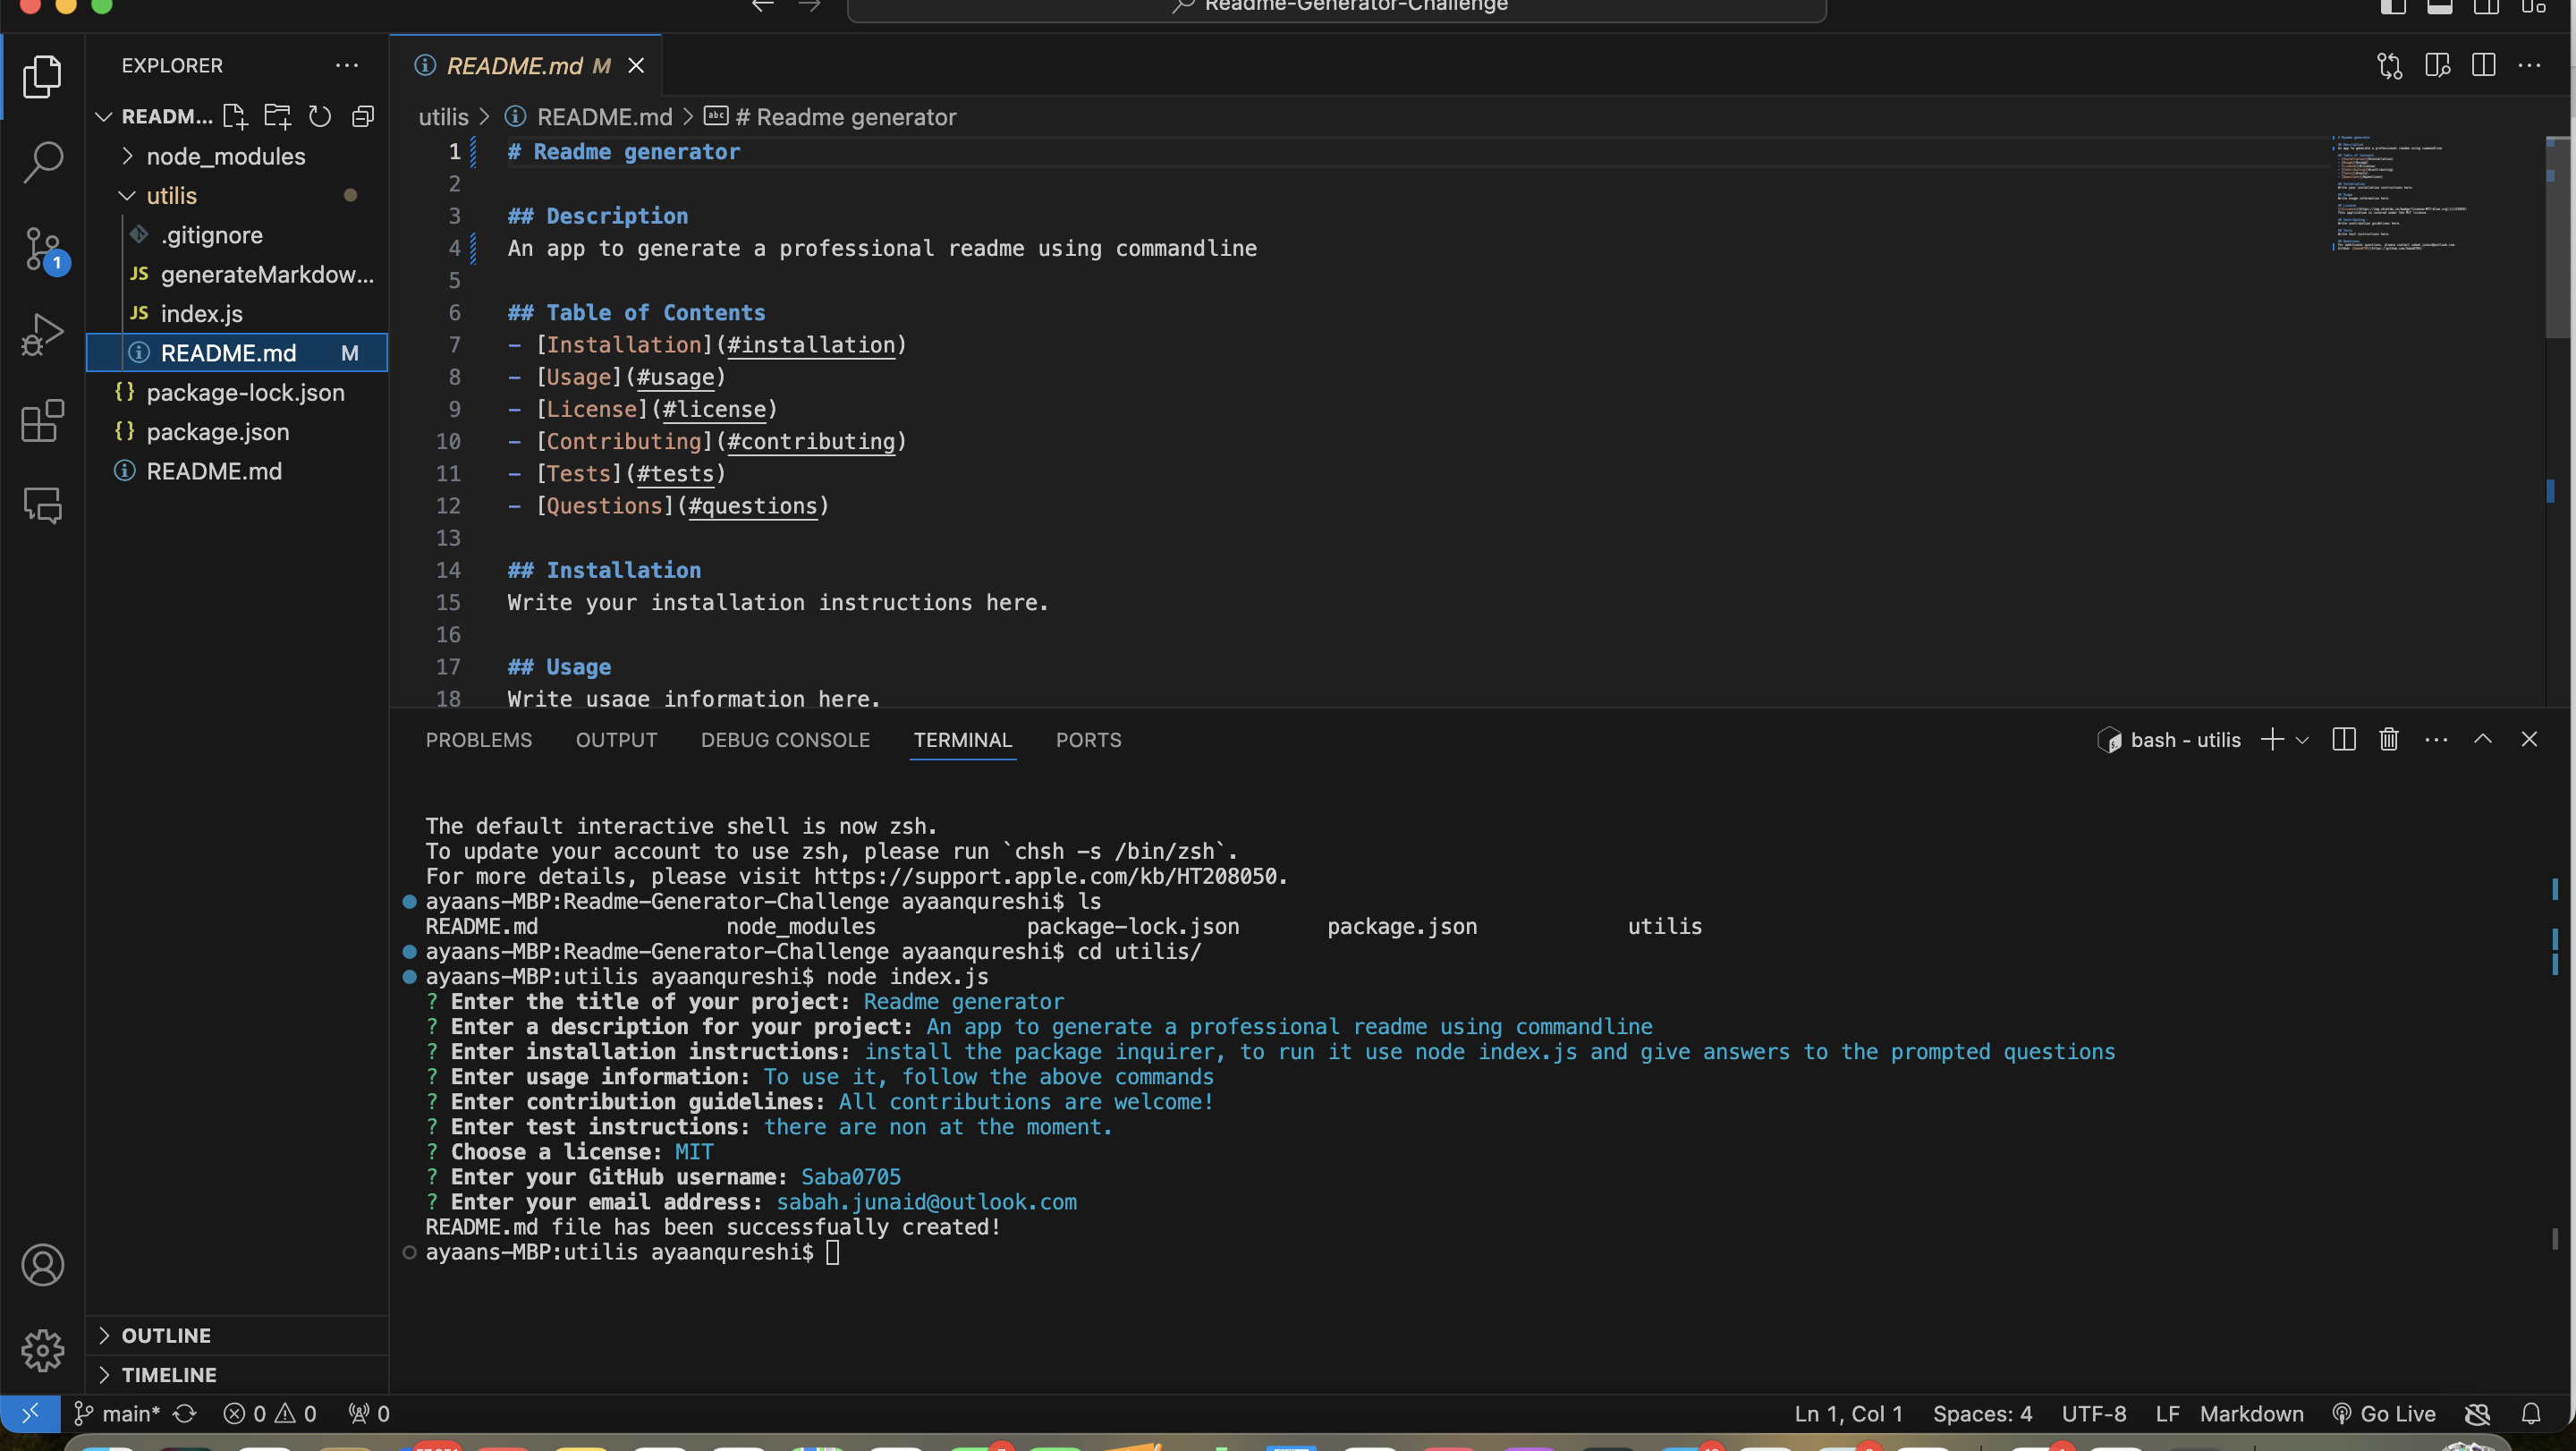 Readme-Generator-Challenge
EXPLORER
READM...
node_modules
utilis
.gitignore
JS generateMarkdow...
JS index.js
README.md M
{} package-lock.json
{} package.json
README.md
OUTLINE
TIMELINE
1
README.md M
utilis > README.md > # Readme generator
1 # Readme generator
2
3 ## Description
4 An app to generate a professional readme using commandline
5
6 ## Table of Contents
7 - [Installation](#installation)
8 - [Usage](#usage)
9 - [License](#license)
10 - [Contributing](#contributing)
11 - [Tests](#tests)
12 - [Questions](#questions)
13
14 ## Installation
15 Write your installation instructions here.
16
17 ## Usage
18 Write usage information here.
PROBLEMS OUTPUT DEBUG CONSOLE TERMINAL PORTS
bash - utilis
The default interactive shell is now zsh.
To update your account to use zsh, please run `chsh -s /bin/zsh`.
For more details, please visit https://support.apple.com/kb/HT208050.
ayaans-MBP:Readme-Generator-Challenge ayaanqureshi$ ls
README.md node_modules package-lock.json package.json utilis
ayaans-MBP:Readme-Generator-Challenge ayaanqureshi$ cd utilis/
ayaans-MBP:utilis ayaanqureshi$ node index.js
? Enter the title of your project: Readme generator
? Enter a description for your project: An app to generate a professional readme using commandline
? Enter installation instructions: install the package inquirer, to run it use node index.js and give answers to the prompted questions
? Enter usage information: To use it, follow the above commands
? Enter contribution guidelines: All contributions are welcome!
? Enter test instructions: there are non at the moment.
? Choose a license: MIT
? Enter your GitHub username: Saba0705
? Enter your email address: sabah.junaid@outlook.com
README.md file has been successfully created!
ayaans-MBP:utilis ayaanqureshi$
main* 0 0 0
Ln 1, Col 1 Spaces: 4 UTF-8 LF Markdown Go Live